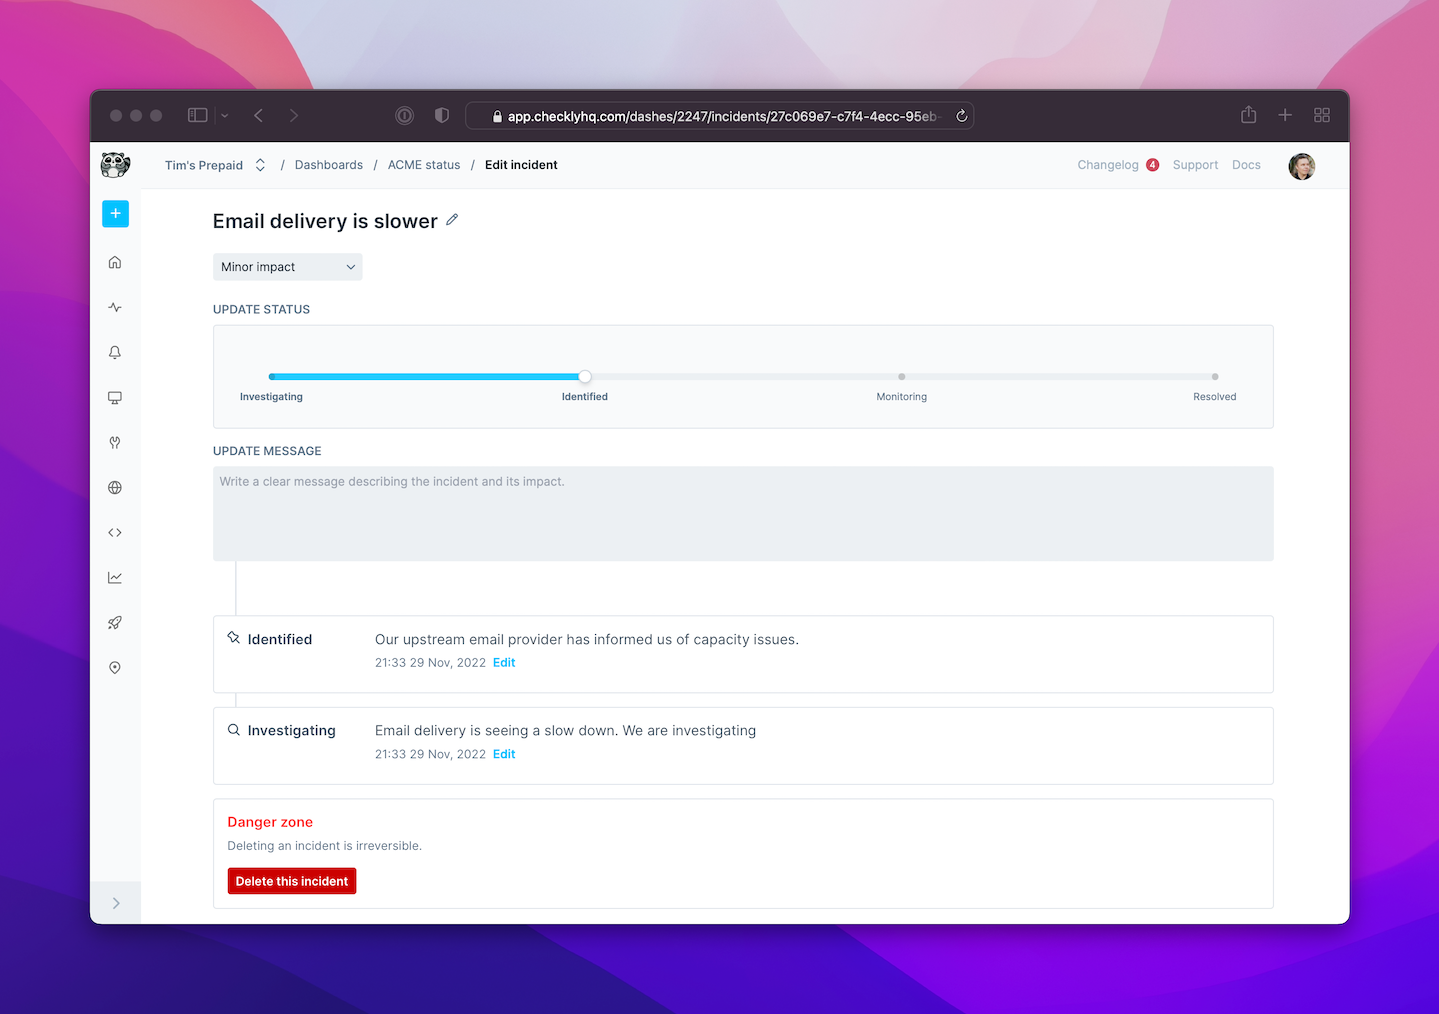 app.checklyhq.com/dashes/2247/incidents/27c069e7-c7f4-4ecc-95eb-
Tim's Prepaid / Dashboards / ACME status / Edit incident
Changelog 4 Support Docs
Email delivery is slower
Minor impact
UPDATE STATUS
Investigating Identified Monitoring Resolved
UPDATE MESSAGE
Write a clear message describing the incident and its impact.
Identified Our upstream email provider has informed us of capacity issues.
21:33 29 Nov, 2022 Edit
Investigating Email delivery is seeing a slow down. We are investigating
21:33 29 Nov, 2022 Edit
Danger zone
Deleting an incident is irreversible.
Delete this incident